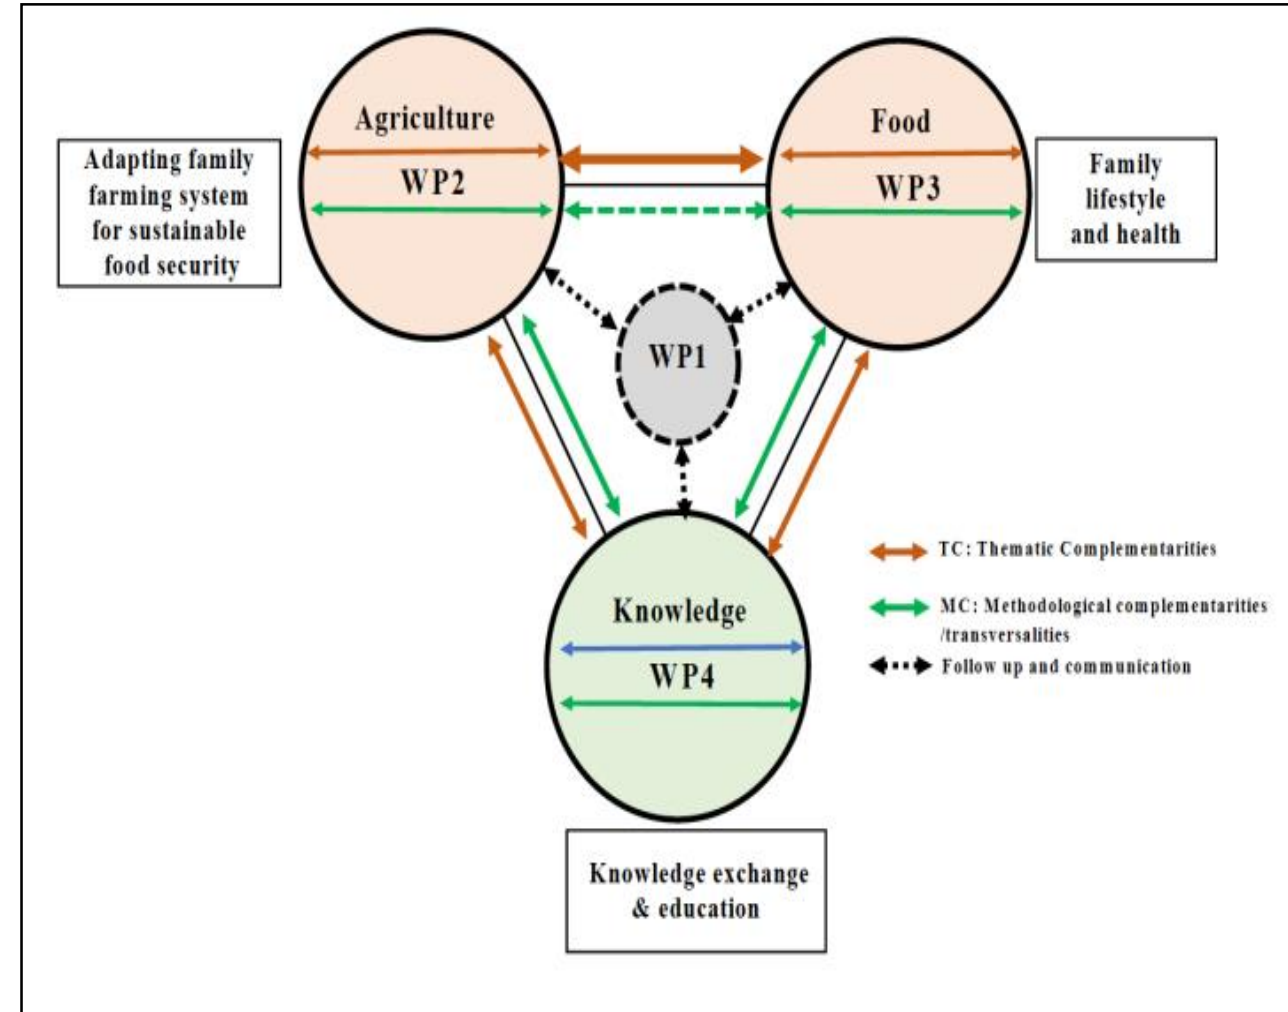 Agriculture
WP2
Adapting family
farming system
for sustainable
food security
Food
WP3
Family
lifestyle
and health
WP1
Knowledge
WP4
TC: Thematic Complementarities
MC: Methodological complementarities
/transversalities
Follow up and communication
Knowledge exchange
& education